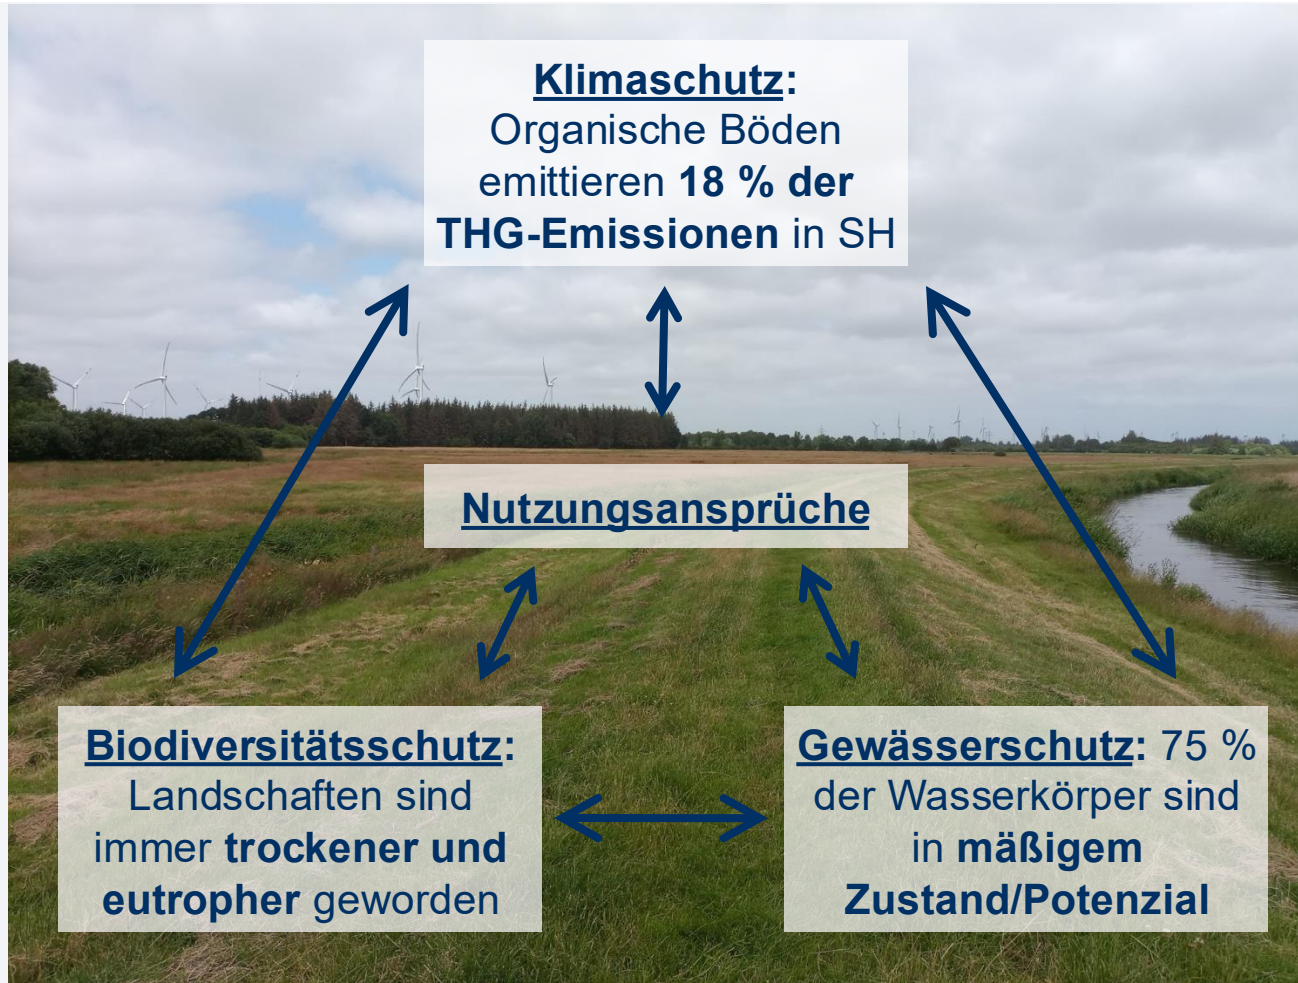 Klimaschutz:
Organische Böden
emittieren 18 % der
THG-Emissionen in SH
Nutzungsansprüche
Biodiversitätsschutz:
Landschaften sind
immer trockener und
eutropher geworden
Gewässerschutz: 75 %
der Wasserkörper sind
in mäßigem
Zustand/Potenzial